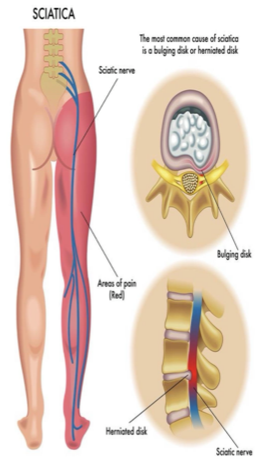 SCIATICA
The most common cause of sciatica
is a bulging disk or herniated disk
Sciatic nerve
Bulging disk
Areas of pain
(Red)
Herniated disk
Sciatic nerve